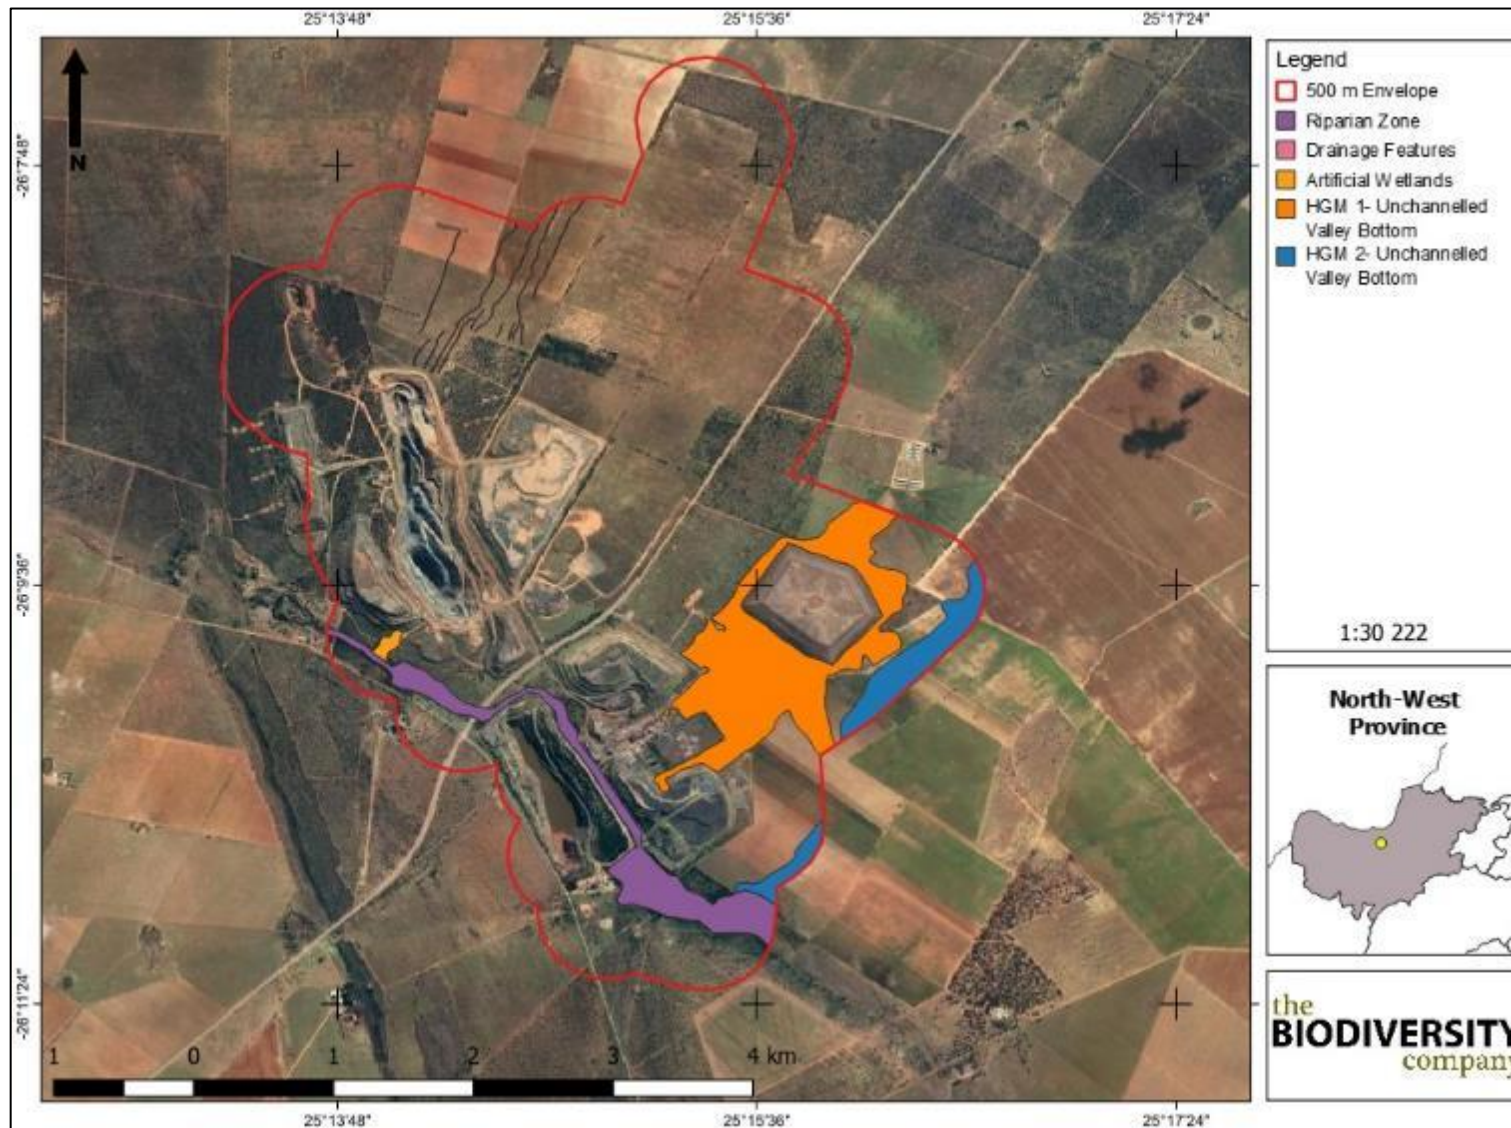 25°13'48" 25°15'36" 25°17'24"
Legend
500 m Envelope
Riparian Zone
Drainage Features
Artificial Wetlands
HGM 1- Unchannelled
Valley Bottom
HGM 2- Unchannelled
Valley Bottom
N
-26°7'48"
-26°9'36"
-26°11'24"
1:30 222
North-West
Province
the
BIODIVERSITY
company
1 0 1 2 3 4 km
25°13'48" 25°15'36" 25°17'24"